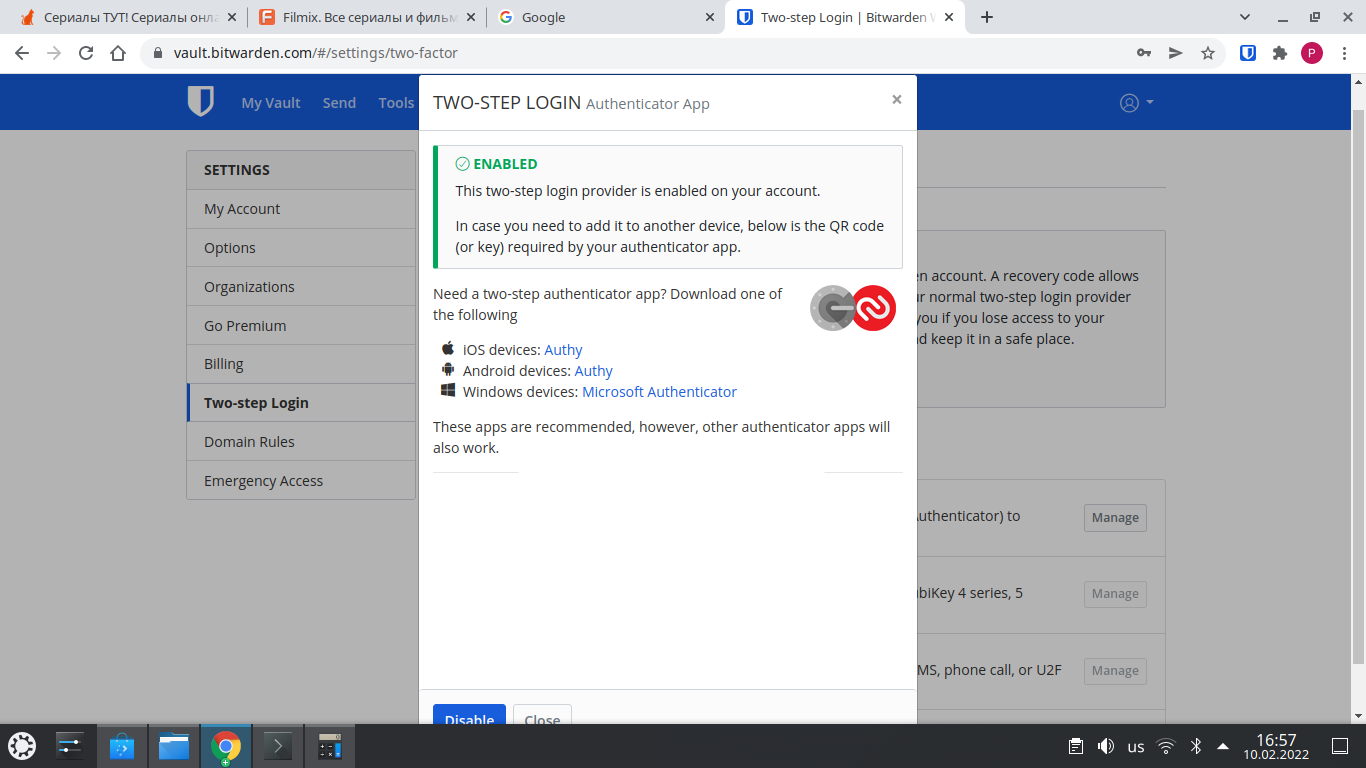 Сериалы ТУТ! Сериалы онла
Filmix. Все сериалы и фильм
Google
Two-step Login | Bitwarden
vault.bitwarden.com/#/settings/two-factor
P
My Vault
Send
Tools
TWO-STEP LOGIN Authenticator App
×
SETTINGS
My Account
Options
Organizations
Go Premium
Billing
Two-step Login
Domain Rules
Emergency Access
ENABLED
This two-step login provider is enabled on your account.
In case you need to add it to another device, below is the QR code
(or key) required by your authenticator app.
Need a two-step authenticator app? Download one of
the following
iOS devices: Authy
Android devices: Authy
Windows devices: Microsoft Authenticator
These apps are recommended, however, other authenticator apps will
also work.
Disable
Close
en account. A recovery code allows
ur normal two-step login provider
you if you lose access to your
d keep it in a safe place.
Authenticator) to
Manage
biKey 4 series, 5
Manage
MS, phone call, or U2F
Manage
us
16:57
10.02.2022